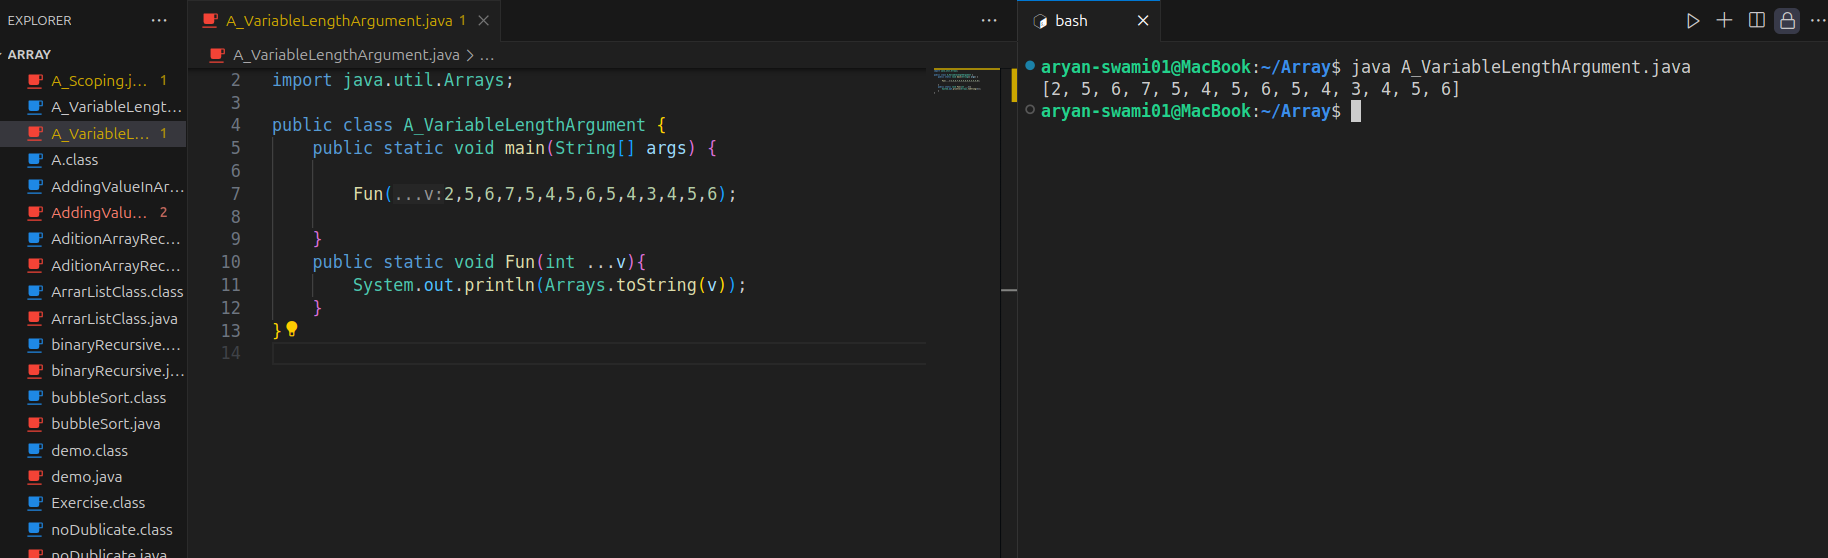 EXPLORER ...
ARRAY
A_Scoping.j... 1
A_VariableLengt...
A_VariableL... 1
A.class
AddingValueInAr...
AddingValu... 2
AditionArrayRec...
AditionArrayRec...
ArrarListClass.class
ArrarListClass.java
binaryRecursive....
binaryRecursive.j...
bubbleSort.class
bubbleSort.java
demo.class
demo.java
Exercise.class
noDublicate.class
noDublicate.java
A_VariableLengthArgument.java 1
A_VariableLengthArgument.java > ...
2 import java.util.Arrays;
3
4 public class A_VariableLengthArgument {
5 public static void main(String[] args) {
6
7 Fun(...v:2,5,6,7,5,4,5,6,5,4,3,4,5,6);
8
9 }
10 public static void Fun(int ...v){
11 System.out.println(Arrays.toString(v));
12 }
13 }
14
bash
aryan-swami01@MacBook:~/Array$ java A_VariableLengthArgument.java
[2, 5, 6, 7, 5, 4, 5, 6, 5, 4, 3, 4, 5, 6]
aryan-swami01@MacBook:~/Array$